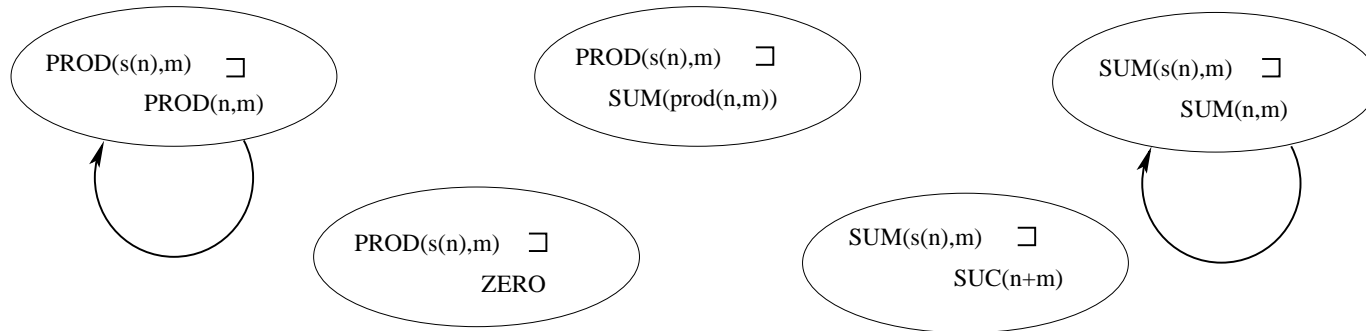 PROD(s(n),m) ⊐
PROD(n,m)
PROD(s(n),m) ⊐
SUM(prod(n,m))
SUM(s(n),m) ⊐
SUM(n,m)
PROD(s(n),m) ⊐
ZERO
SUM(s(n),m) ⊐
SUC(n+m)